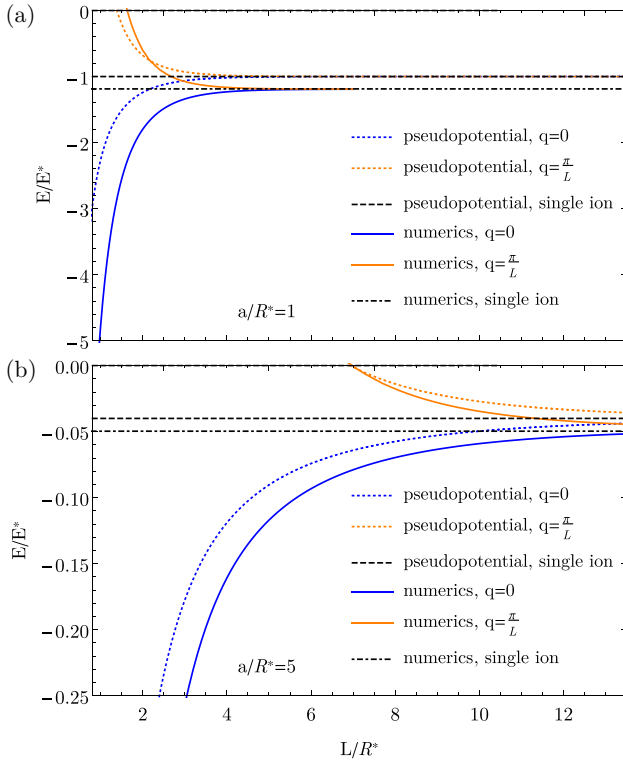 (a)
0
-1
-2
-3
-4
-5
E/E*
pseudopotential, q=0
pseudopotential, q=π/L
pseudopotential, single ion
numerics, q=0
numerics, q=π/L
numerics, single ion
a/R*=1
(b)
0.00
-0.05
-0.10
-0.15
-0.20
-0.25
E/E*
pseudopotential, q=0
pseudopotential, q=π/L
pseudopotential, single ion
numerics, q=0
numerics, q=π/L
numerics, single ion
a/R*=5
2 4 6 8 10 12
L/R*